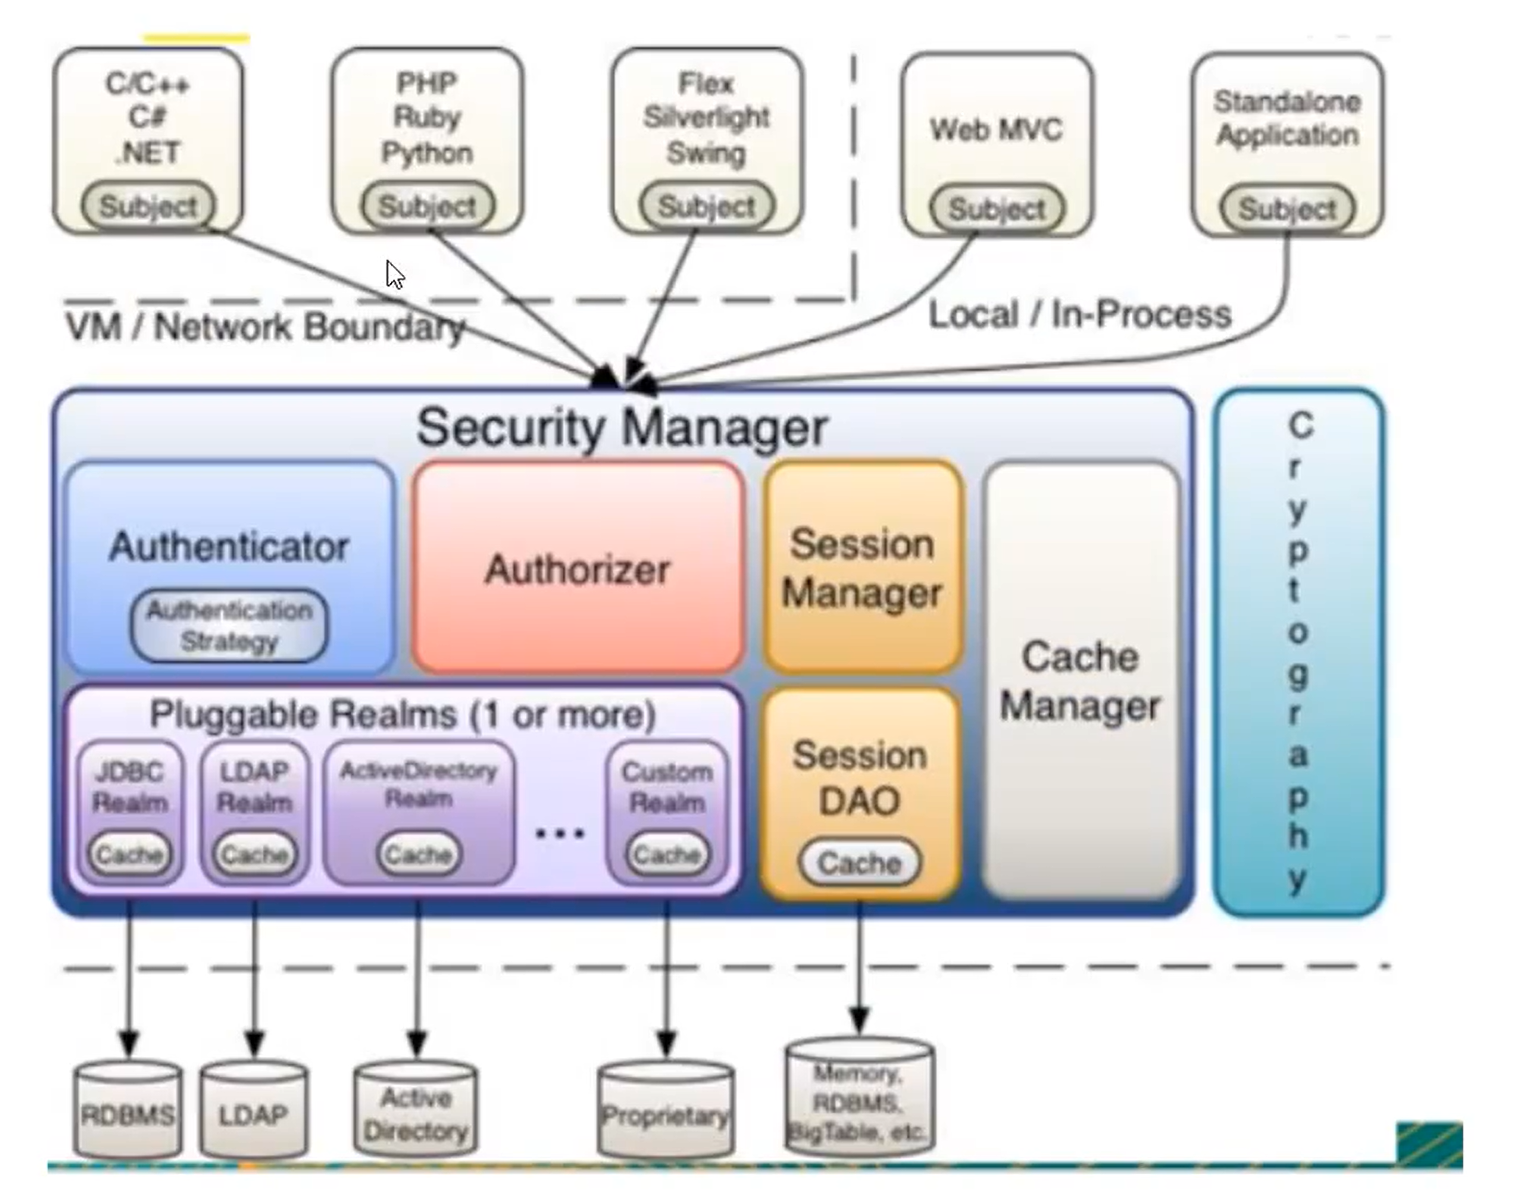 C/C++
C#
.NET
Subject
PHP
Ruby
Python
Subject
Flex
Silverlight
Swing
Subject
Web MVC
Subject
Standalone
Application
Subject
VM / Network Boundary
Local / In-Process
Security Manager
Authenticator
Authentication
Strategy
Authorizer
Session
Manager
Cache
Manager
Cryptography
Pluggable Realms (1 or more)
JDBC
Realm
Cache
LDAP
Realm
Cache
ActiveDirectory
Realm
Cache
...
Custom
Realm
Cache
Session
DAO
Cache
RDBMS
LDAP
Active
Directory
Proprietary
Memory,
RDBMS,
BigTable, etc.